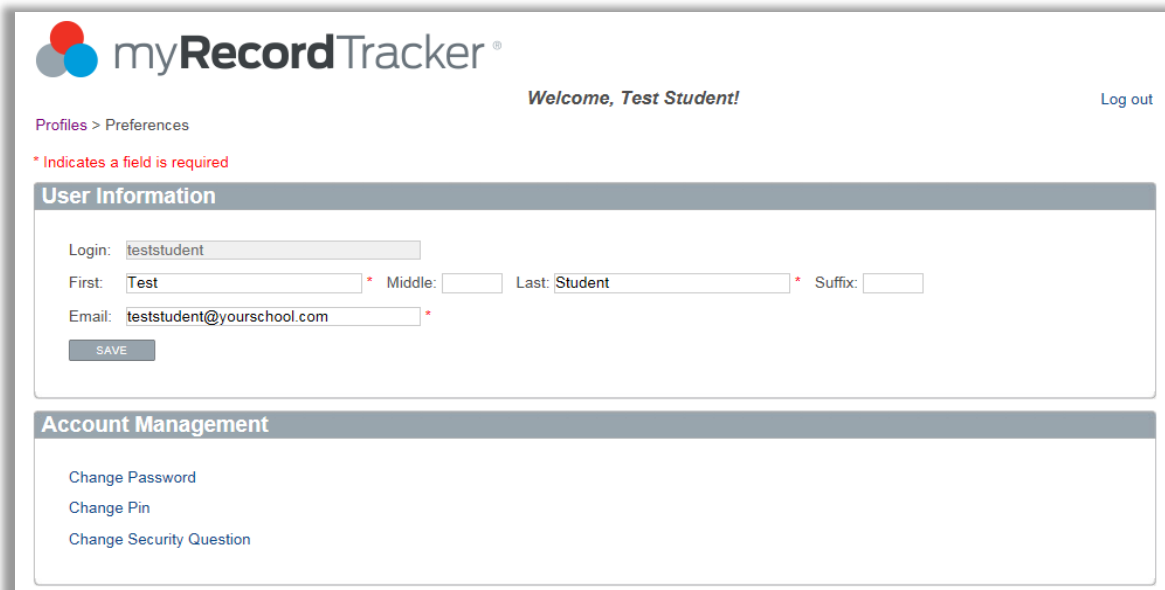 myRecordTracker®
Welcome, Test Student!
Log out
Profiles > Preferences
* Indicates a field is required
User Information
Login: teststudent
First: Test * Middle: Last: Student * Suffix:
Email: teststudent@yourschool.com *
SAVE
Account Management
Change Password
Change Pin
Change Security Question